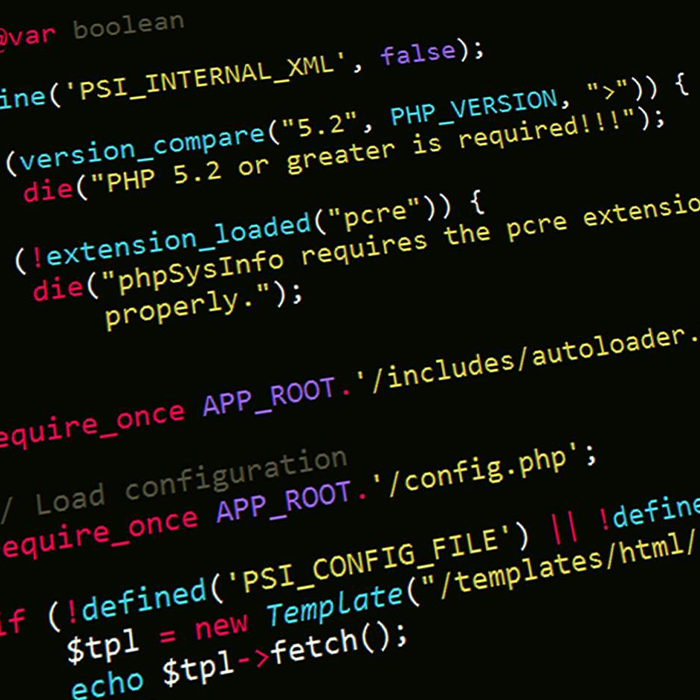 @var boolean
ine('PSI_INTERNAL_XML', false);
(version_compare("5.2", PHP_VERSION, ">")) {
die("PHP 5.2 or greater is required!!!");
(!extension_loaded("pcre")) {
die("phpSysInfo requires the pcre extensio
properly.");
equire_once APP_ROOT.'/includes/autoloader.
/ Load configuration
equire_once APP_ROOT.'/config.php';
if (!defined('PSI_CONFIG_FILE') || !define
$tpl = new Template("/templates/html/
echo $tpl->fetch();